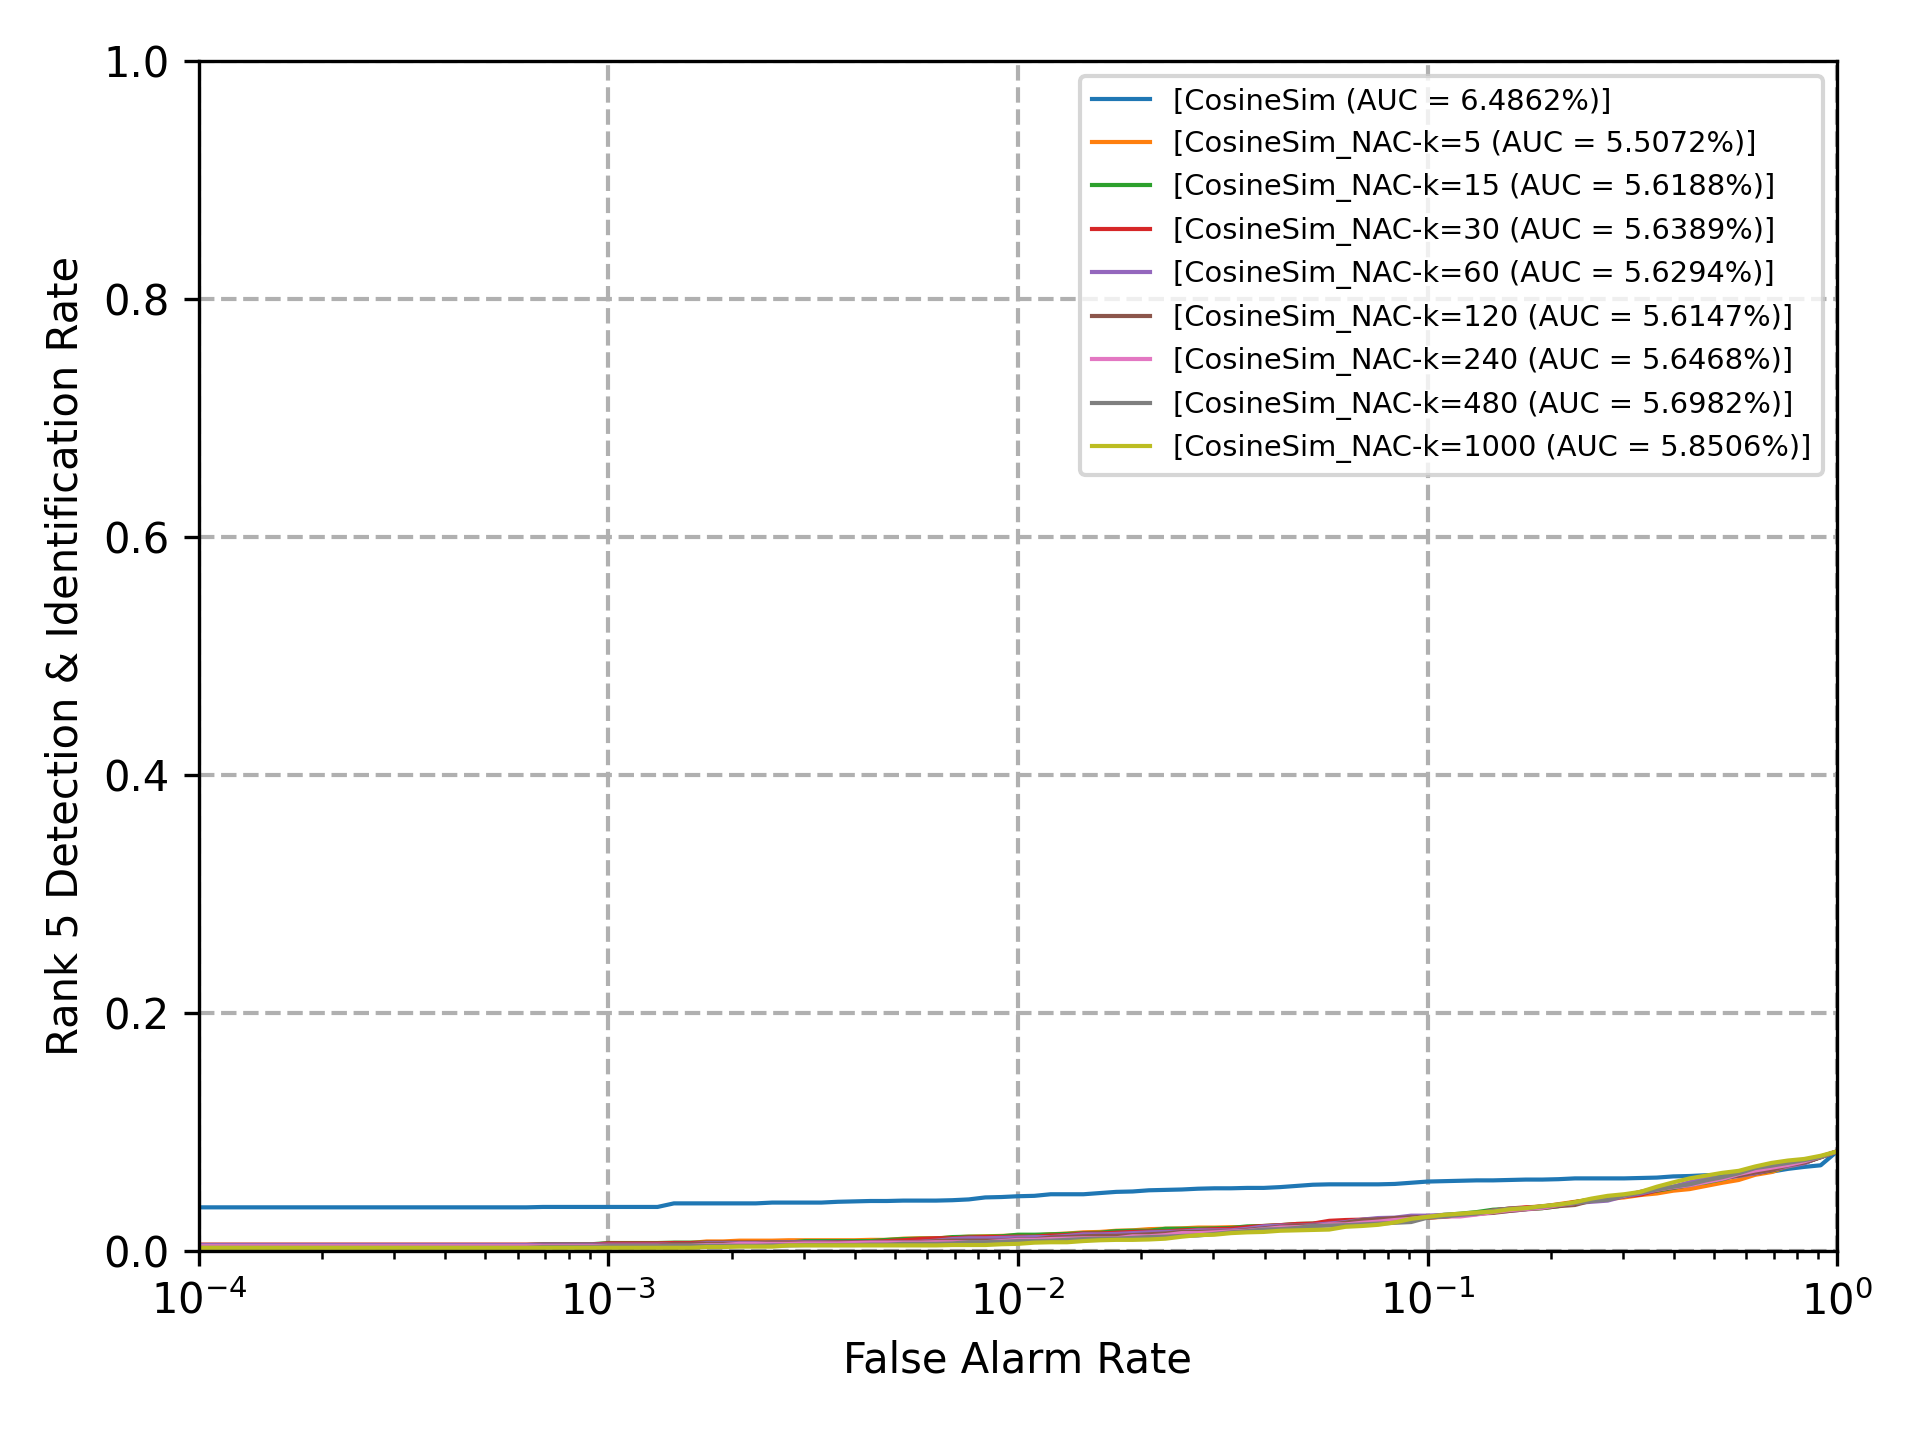 1.0
0.8
0.6
0.4
0.2
0.0
Rank 5 Detection & Identification Rate
[CosineSim (AUC = 6.4862%)]
[CosineSim_NAC-k=5 (AUC = 5.5072%)]
[CosineSim_NAC-k=15 (AUC = 5.6188%)]
[CosineSim_NAC-k=30 (AUC = 5.6389%)]
[CosineSim_NAC-k=60 (AUC = 5.6294%)]
[CosineSim_NAC-k=120 (AUC = 5.6147%)]
[CosineSim_NAC-k=240 (AUC = 5.6468%)]
[CosineSim_NAC-k=480 (AUC = 5.6982%)]
[CosineSim_NAC-k=1000 (AUC = 5.8506%)]
10⁻⁴ 10⁻³ 10⁻² 10⁻¹ 10⁰
False Alarm Rate